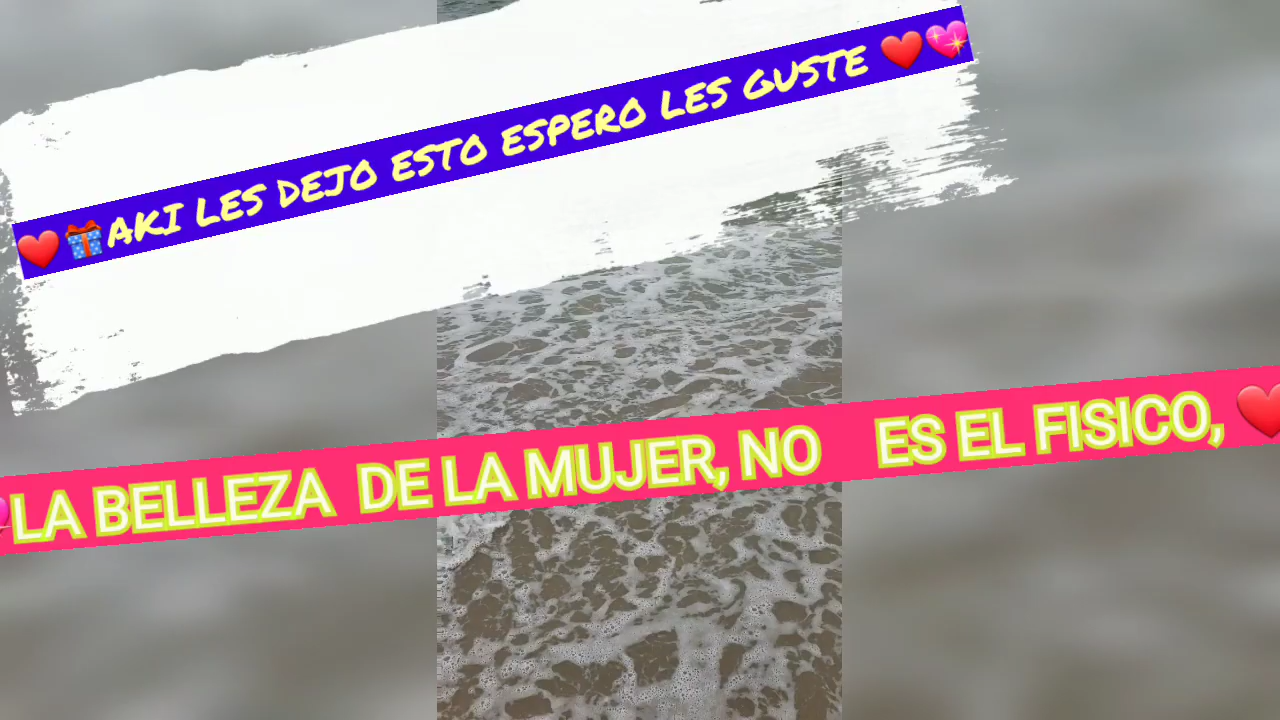 ❤️🎁AKI LES DEJO ESTO ESPERO LES GUSTE ❤️💖
LA BELLEZA DE LA MUJER, NO ES EL FISICO, ❤️